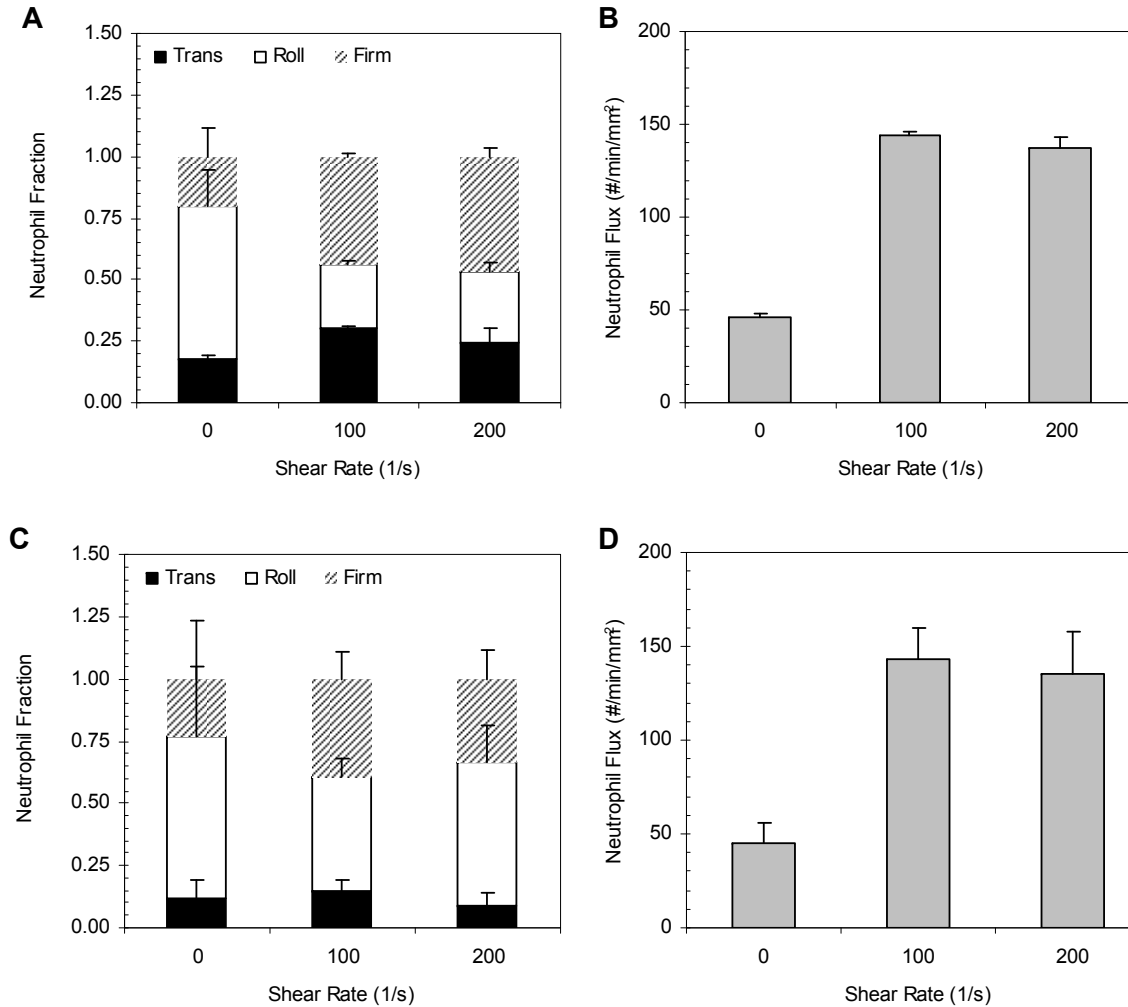 A
1.50
Trans Roll Firm
1.25
1.00
0.75
0.50
0.25
0.00
Neutrophil Fraction
0 100 200
Shear Rate (1/s)
B
200
150
100
50
0
Neutrophil Flux (#/min/mm²)
0 100 200
Shear Rate (1/s)
C
1.50
Trans Roll Firm
1.25
1.00
0.75
0.50
0.25
0.00
Neutrophil Fraction
0 100 200
Shear Rate (1/s)
D
200
150
100
50
0
Neutrophil Flux (#/min/mm²)
0 100 200
Shear Rate (1/s)